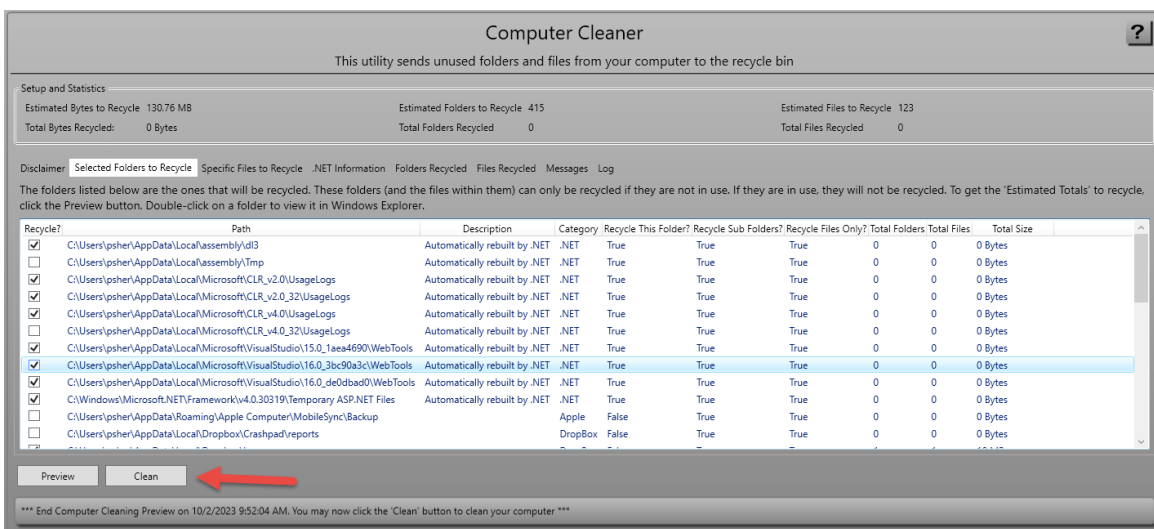 Computer Cleaner
?
This utility sends unused folders and files from your computer to the recycle bin
Setup and Statistics
Estimated Bytes to Recycle 130.76 MB Estimated Folders to Recycle 415 Estimated Files to Recycle 123
Total Bytes Recycled: 0 Bytes Total Folders Recycled 0 Total Files Recycled 0
Disclaimer Selected Folders to Recycle Specific Files to Recycle .NET Information Folders Recycled Files Recycled Messages Log
The folders listed below are the ones that will be recycled. These folders (and the files within them) can only be recycled if they are not in use. If they are in use, they will not be recycled. To get the 'Estimated Totals' to recycle,
click the Preview button. Double-click on a folder to view it in Windows Explorer.
Recycle? Path Description Category Recycle This Folder? Recycle Sub Folders? Recycle Files Only? Total Folders Total Files Total Size
C:\Users\psher\AppData\Local\assembly\dl3 Automatically rebuilt by .NET .NET True True True 0 0 0 Bytes
C:\Users\psher\AppData\Local\assembly\Tmp Automatically rebuilt by .NET .NET True True True 0 0 0 Bytes
C:\Users\psher\AppData\Local\Microsoft\CLR_v2.0\UsageLogs Automatically rebuilt by .NET .NET True True True 0 0 0 Bytes
C:\Users\psher\AppData\Local\Microsoft\CLR_v2.0_32\UsageLogs Automatically rebuilt by .NET .NET True True True 0 0 0 Bytes
C:\Users\psher\AppData\Local\Microsoft\CLR_v4.0\UsageLogs Automatically rebuilt by .NET .NET True True True 0 0 0 Bytes
C:\Users\psher\AppData\Local\Microsoft\CLR_v4.0_32\UsageLogs Automatically rebuilt by .NET .NET True True True 0 0 0 Bytes
C:\Users\psher\AppData\Local\Microsoft\VisualStudio\15.0_1aea4690\WebTools Automatically rebuilt by .NET .NET True True True 0 0 0 Bytes
C:\Users\psher\AppData\Local\Microsoft\VisualStudio\16.0_3bc90a3c\WebTools Automatically rebuilt by .NET .NET True True True 0 0 0 Bytes
C:\Users\psher\AppData\Local\Microsoft\VisualStudio\16.0_de0dbad0\WebTools Automatically rebuilt by .NET .NET True True True 0 0 0 Bytes
C:\Windows\Microsoft.NET\Framework\v4.0.30319\Temporary ASP.NET Files Automatically rebuilt by .NET .NET True True True 0 0 0 Bytes
C:\Users\psher\AppData\Roaming\Apple Computer\MobileSync\Backup Apple False True True 0 0 0 Bytes
C:\Users\psher\AppData\Local\Dropbox\Crashpad\reports DropBox False True True 0 0 0 Bytes
Preview Clean
*** End Computer Cleaning Preview on 10/2/2023 9:52:04 AM. You may now click the 'Clean' button to clean your computer ***